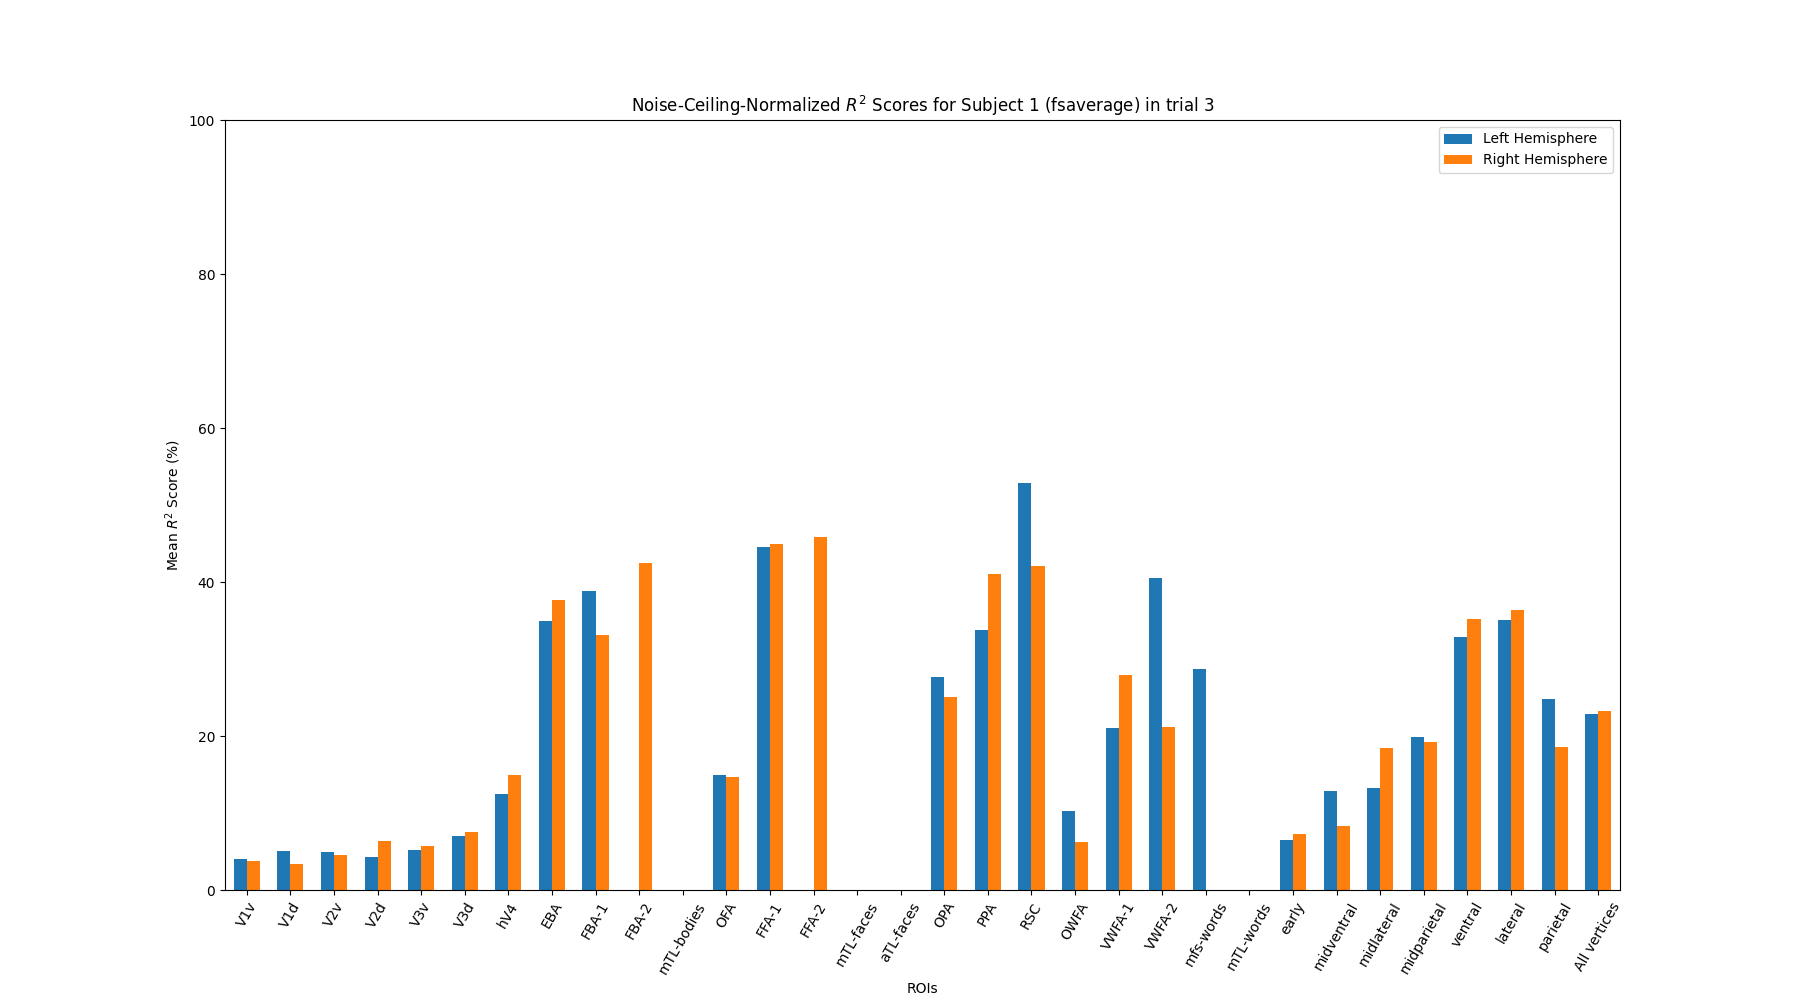 Noise-Ceiling-Normalized R² Scores for Subject 1 (fsaverage) in trial 3
Left Hemisphere
Right Hemisphere
100
80
60
40
20
0
Mean R² Score (%)
V1v
V1d
V2v
V2d
V3v
V3d
hV4
EBA
FBA-1
FBA-2
mTL-bodies
OFA
FFA-1
FFA-2
mTL-faces
aTL-faces
OPA
PPA
RSC
OWFA
VWFA-1
VWFA-2
mfs-words
mTL-words
early
midventral
midlateral
midparietal
ventral
lateral
parietal
All vertices
ROIs